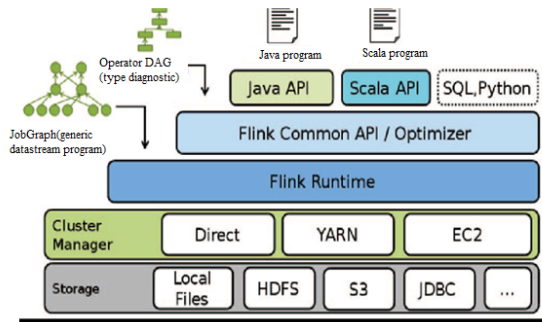 Operator DAG
(type diagnostic)
Java program
Scala program
Java API
Scala API
SQL,Python
JobGraph(generic
datastream program)
Flink Common API / Optimizer
Flink Runtime
Cluster
Manager
Direct
YARN
EC2
Storage
Local
Files
HDFS
S3
JDBC
...